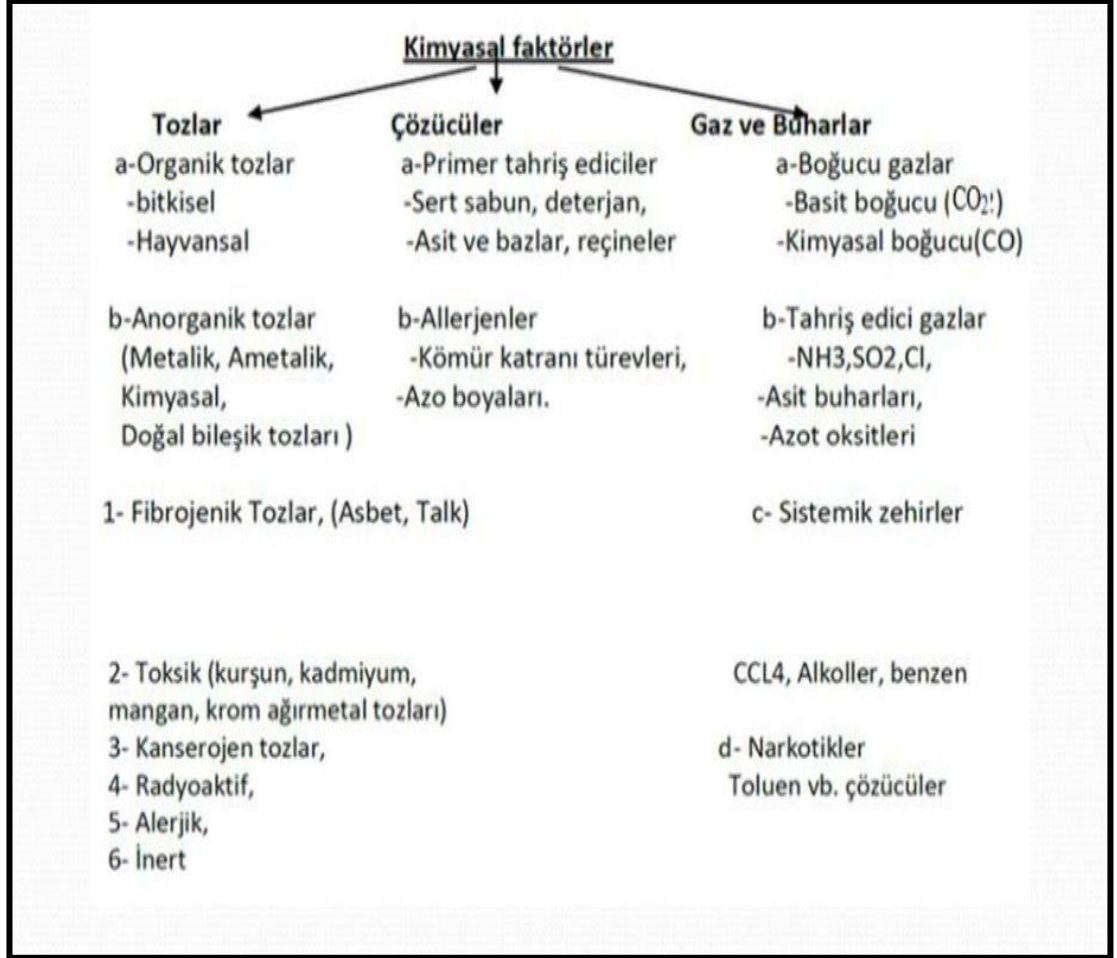 Kimyasal faktörler
Tozlar
a-Organik tozlar
-bitkisel
-Hayvansal
b-Anorganik tozlar
(Metalik, Ametalik,
Kimyasal,
Doğal bileşik tozları )
1- Fibrojenik Tozlar, (Asbet, Talk)
2- Toksik (kurşun, kadmiyum,
mangan, krom ağırmetal tozları)
3- Kanserojen tozlar,
4- Radyoaktif,
5- Alerjik,
6- İnert
Çözücüler
a-Primer tahriş ediciler
-Sert sabun, deterjan,
-Asit ve bazlar, reçineler
b-Allerjenler
-Kömür katranı türevleri,
-Azo boyaları.
Gaz ve Buharlar
a-Boğucu gazlar
-Basit boğucu (CO2!)
-Kimyasal boğucu(CO)
b-Tahriş edici gazlar
-NH3,SO2,Cl,
-Asit buharları,
-Azot oksitleri
c- Sistemik zehirler
CCL4, Alkoller, benzen
d- Narkotikler
Toluen vb. çözücüler